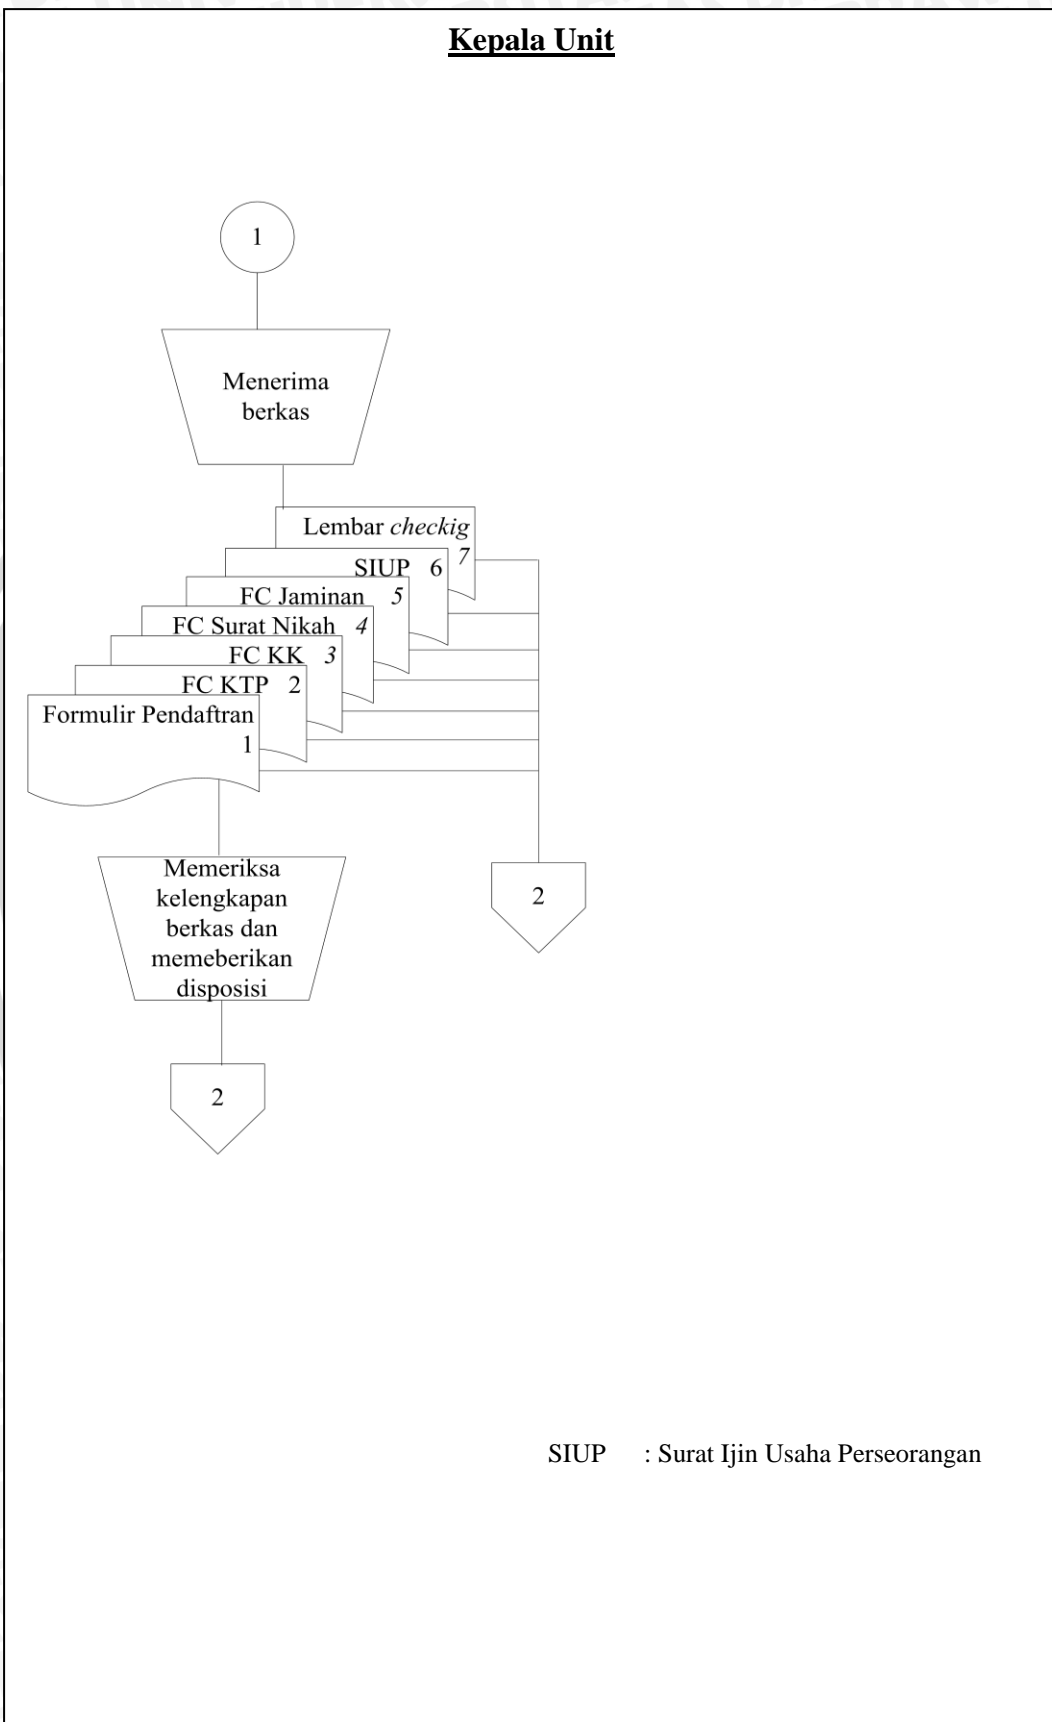 Kepala Unit
1
Menerima
berkas
Lembar checkig
7
SIUP 6
FC Jaminan 5
FC Surat Nikah 4
FC KK 3
FC KTP 2
Formulir Pendaftran
1
Memeriksa
kelengkapan
berkas dan
memeberikan
disposisi
2
2
SIUP : Surat Ijin Usaha Perseorangan